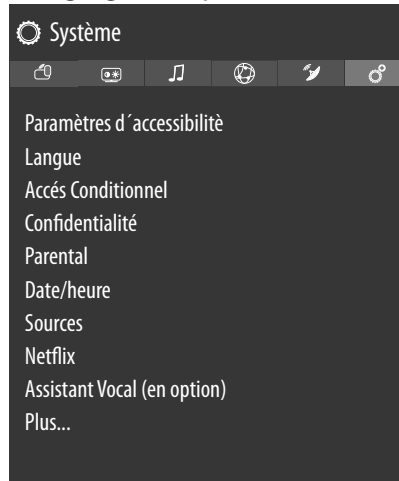 Système
Paramètres d´accessibilitè
Langue
Accés Conditionnel
Confidentialité
Parental
Date/heure
Sources
Netflix
Assistant Vocal (en option)
Plus...